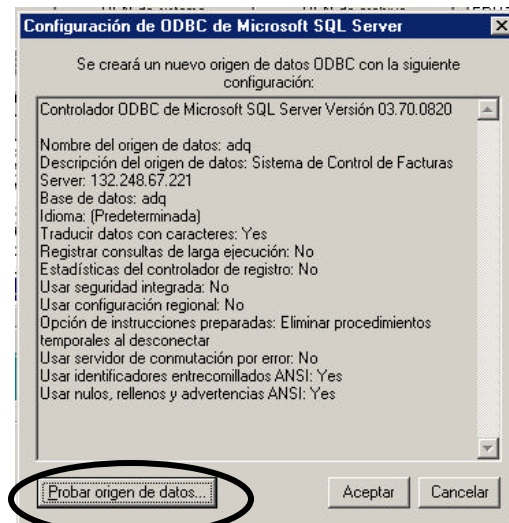 Configuración de ODBC de Microsoft SQL Server
Se creará un nuevo origen de datos ODBC con la siguiente
configuración:
Controlador ODBC de Microsoft SQL Server Versión 03.70.0820
Nombre del origen de datos: adq
Descripción del origen de datos: Sistema de Control de Facturas
Server: 132.248.67.221
Base de datos: adq
Idioma: (Predeterminada)
Traducir datos con caracteres: Yes
Registrar consultas de larga ejecución: No
Estadísticas del controlador de registro: No
Usar seguridad integrada: No
Usar configuración regional: No
Opción de instrucciones preparadas: Eliminar procedimientos
temporales al desconectar
Usar servidor de conmutación por error: No
Usar identificadores entrecomillados ANSI: Yes
Usar nulos, rellenos y advertencias ANSI: Yes
Probar origen de datos... Aceptar Cancelar